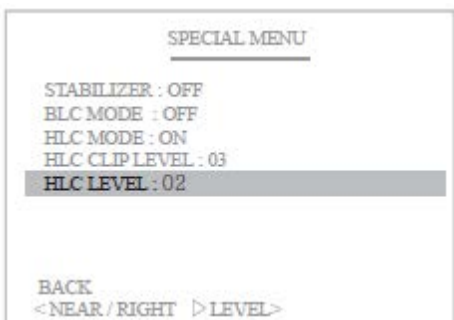 SPECIAL MENU
STABILIZER : OFF
BLC MODE : OFF
HLC MODE : ON
HLC CLIP LEVEL : 03
HLC LEVEL : 02
BACK
<NEAR / RIGHT ▷LEVEL>